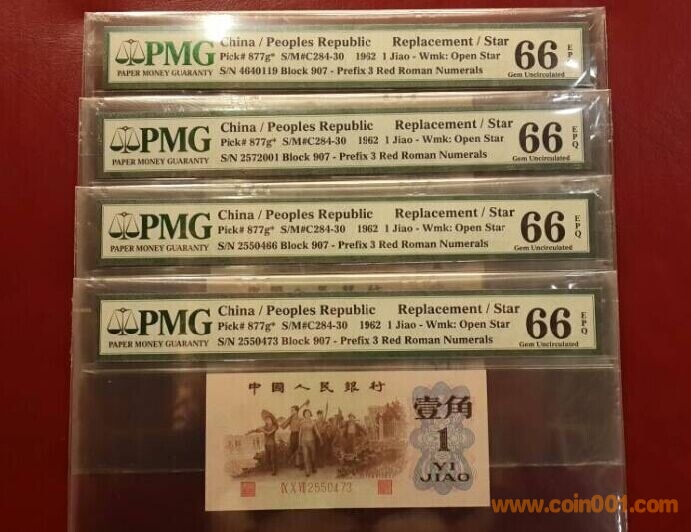 PMG
PAPER MONEY GUARANTY
China / Peoples Republic Replacement / Star
Pick# 877g* S/M#C284-30 1962 1 Jiao - Wmk: Open Star
S/N 4640119 Block 907 - Prefix 3 Red Roman Numerals
66 EPQ
Gem Uncirculated
PMG
PAPER MONEY GUARANTY
China / Peoples Republic Replacement / Star
Pick# 877g* S/M#C284-30 1962 1 Jiao - Wmk: Open Star
S/N 2572001 Block 907 - Prefix 3 Red Roman Numerals
66 EPQ
Gem Uncirculated
PMG
PAPER MONEY GUARANTY
China / Peoples Republic Replacement / Star
Pick# 877g* S/M#C284-30 1962 1 Jiao - Wmk: Open Star
S/N 2550466 Block 907 - Prefix 3 Red Roman Numerals
66 EPQ
Gem Uncirculated
PMG
PAPER MONEY GUARANTY
China / Peoples Republic Replacement / Star
Pick# 877g* S/M#C284-30 1962 1 Jiao - Wmk: Open Star
S/N 2550473 Block 907 - Prefix 3 Red Roman Numerals
66 EPQ
Gem Uncirculated
中国人民银行
壹角
1
YI
JIAO
IX X VII 2550473
www.coin001.com